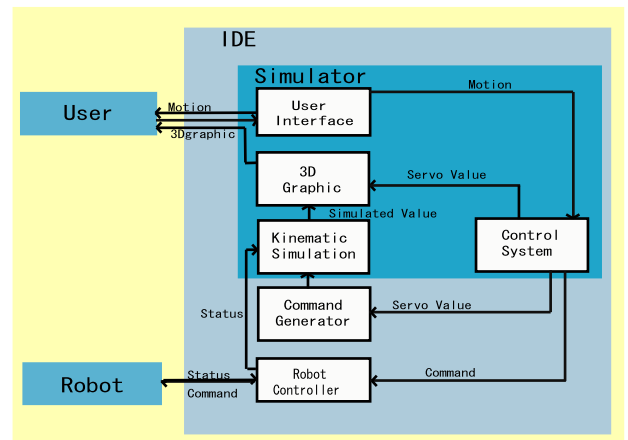 IDE
Simulator
User
Motion
3Dgraphic
User
Interface
Motion
3D
Graphic
Servo Value
Simulated Value
Kinematic
Simulation
Control
System
Status
Command
Generator
Servo Value
Robot
Status
Command
Robot
Controller
Command